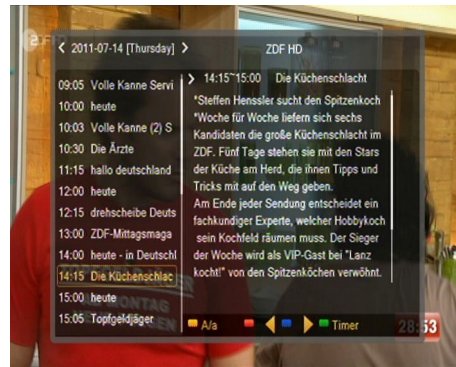 ZDF
< 2011-07-14 [Thursday] >
ZDF HD
09:05 Volle Kanne Servi
10:00 heute
10:03 Volle Kanne (2) S
10:30 Die Ärzte
11:15 hallo deutschland
12:00 heute
12:15 drehscheibe Deuts
13:00 ZDF-Mittagsmaga
14:00 heute - in Deutschl
14:15 Die Küchenschlac
15:00 heute
15:05 Topfgeldjäger
> 14:15~15:00 Die Küchenschlacht
*Steffen Henssler sucht den Spitzenkoch
*Woche für Woche liefern sich sechs
Kandidaten die große Küchenschlacht im
ZDF. Fünf Tage stehen sie mit den Stars
der Küche am Herd, die ihnen Tipps und
Tricks mit auf den Weg geben.
Am Ende jeder Sendung entscheidet ein
fachkundiger Experte, welcher Hobbykoch
sein Kochfeld räumen muss. Der Sieger
der Woche wird als VIP-Gast bei "Lanz
kocht!" von den Spitzenköchen verwöhnt.
A/a
Timer
28:53